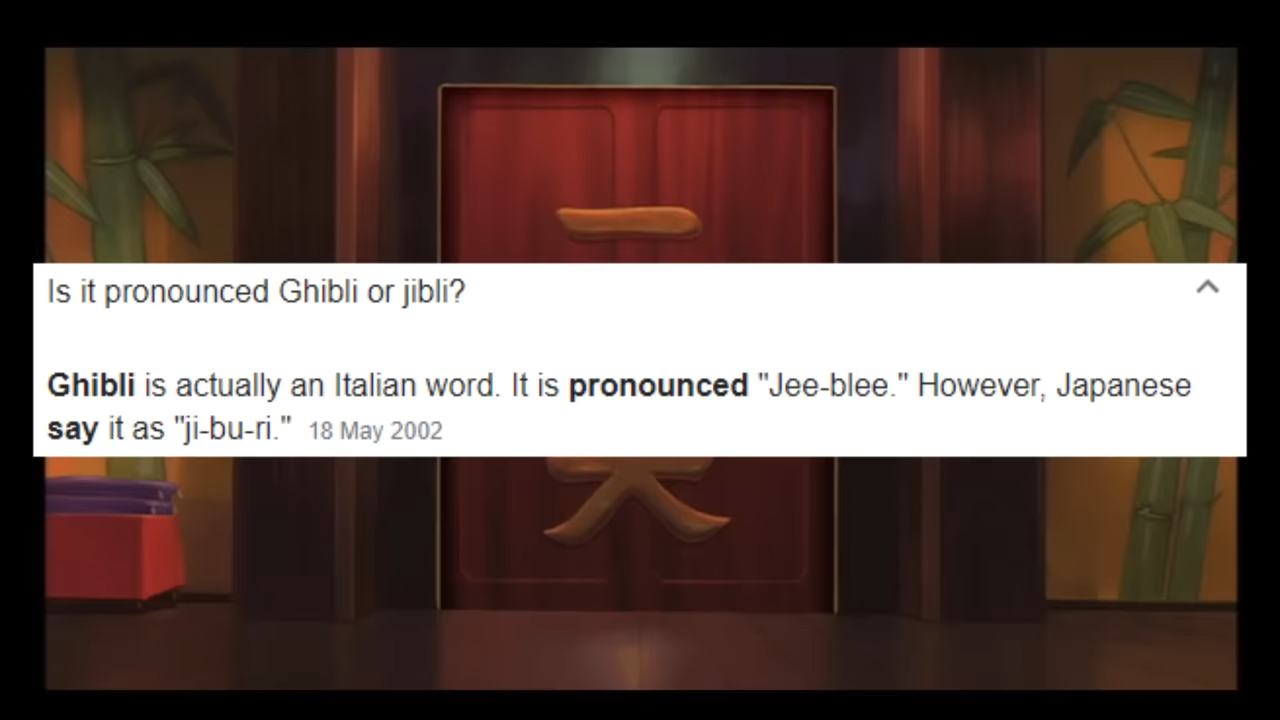 一
Is it pronounced Ghibli or jibli?
Ghibli is actually an Italian word. It is pronounced "Jee-blee." However, Japanese
say it as "ji-bu-ri." 18 May 2002